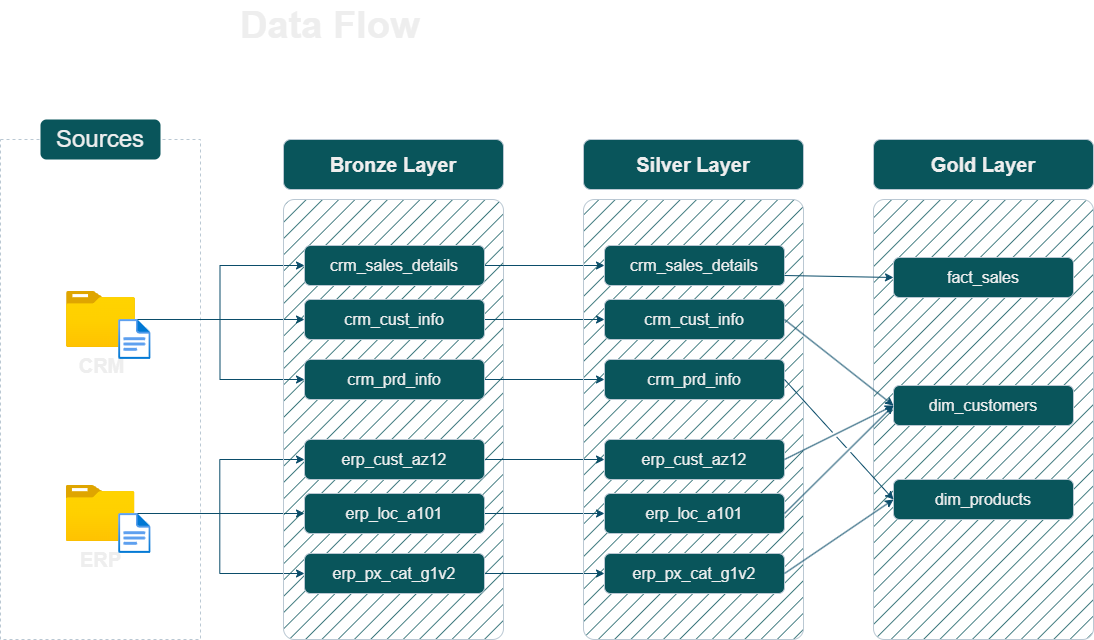 Data Flow
Sources
CRM
ERP
Bronze Layer
crm_sales_details
crm_cust_info
crm_prd_info
erp_cust_az12
erp_loc_a101
erp_px_cat_g1v2
Silver Layer
crm_sales_details
crm_cust_info
crm_prd_info
erp_cust_az12
erp_loc_a101
erp_px_cat_g1v2
Gold Layer
fact_sales
dim_customers
dim_products